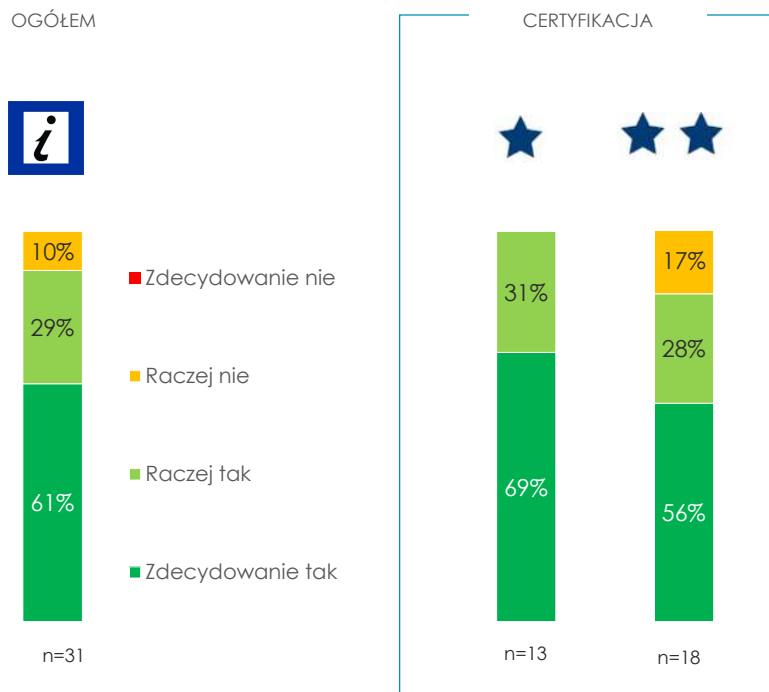 OGÓŁEM
CERTYFIKACJA
i
10%
29%
61%
Zdecydowanie nie
Raczej nie
Raczej tak
Zdecydowanie tak
31%
69%
17%
28%
56%
n=31
n=13
n=18